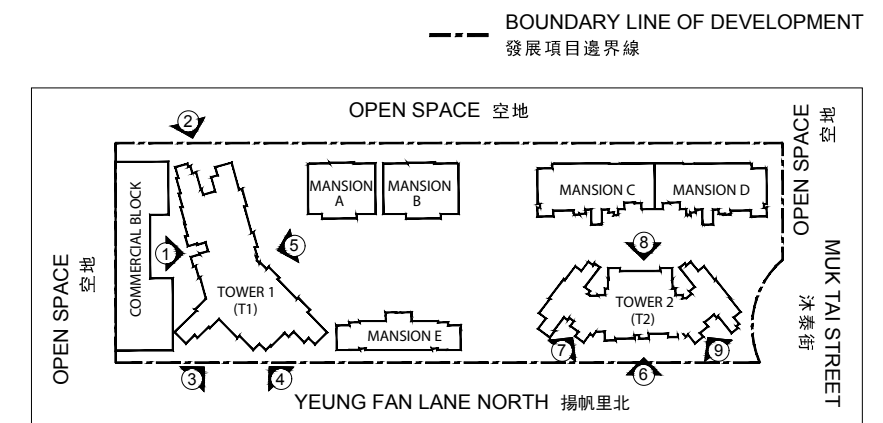 BOUNDARY LINE OF DEVELOPMENT
發展項目邊界線
OPEN SPACE 空地
OPEN SPACE
空地
2
MANSION
A
MANSION
B
MANSION C
MANSION D
COMMERCIAL BLOCK
1
5
8
OPEN SPACE
空地
TOWER 1
(T1)
TOWER 2
(T2)
MUK TAI STREET
沐泰街
MANSION E
7
9
3
4
6
YEUNG FAN LANE NORTH 揚帆里北